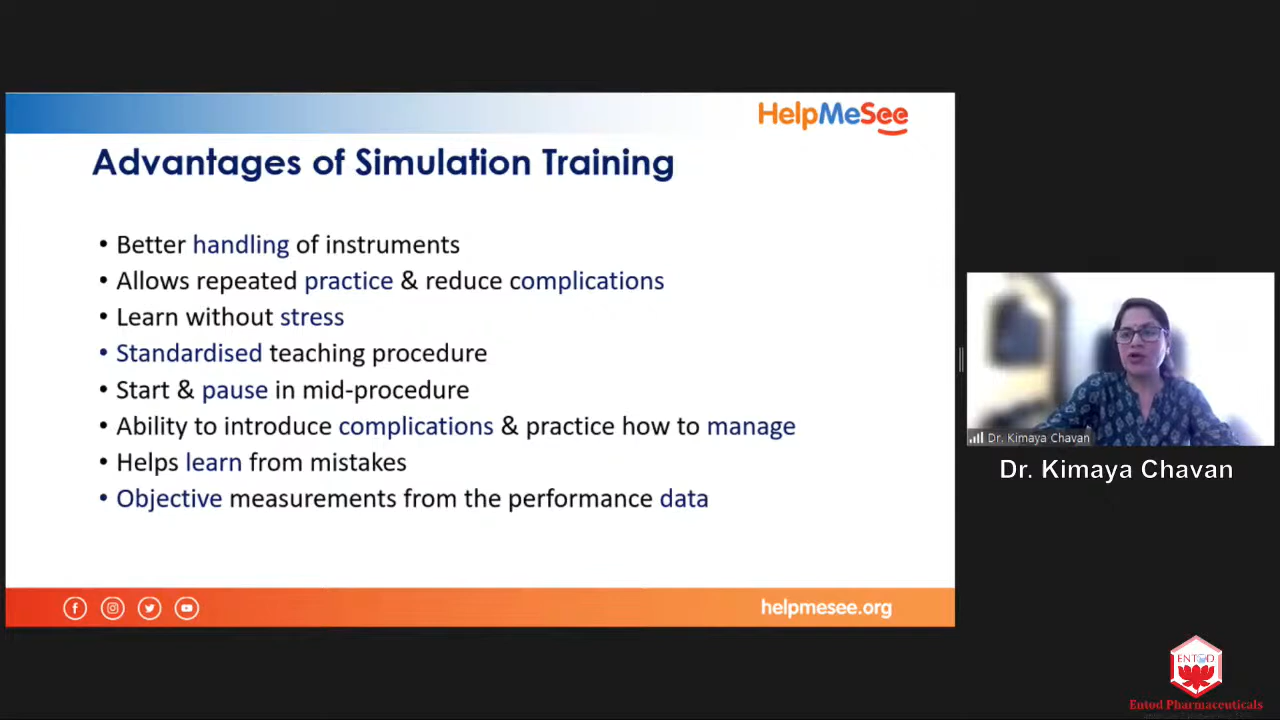 HelpMeSee
Advantages of Simulation Training
• Better handling of instruments
• Allows repeated practice & reduce complications
• Learn without stress
• Standardised teaching procedure
• Start & pause in mid-procedure
• Ability to introduce complications & practice how to manage
• Helps learn from mistakes
• Objective measurements from the performance data
helpmesee.org
Dr. Kimaya Chavan
Dr. Kimaya Chavan
ENTOD
Entod Pharmaceuticals